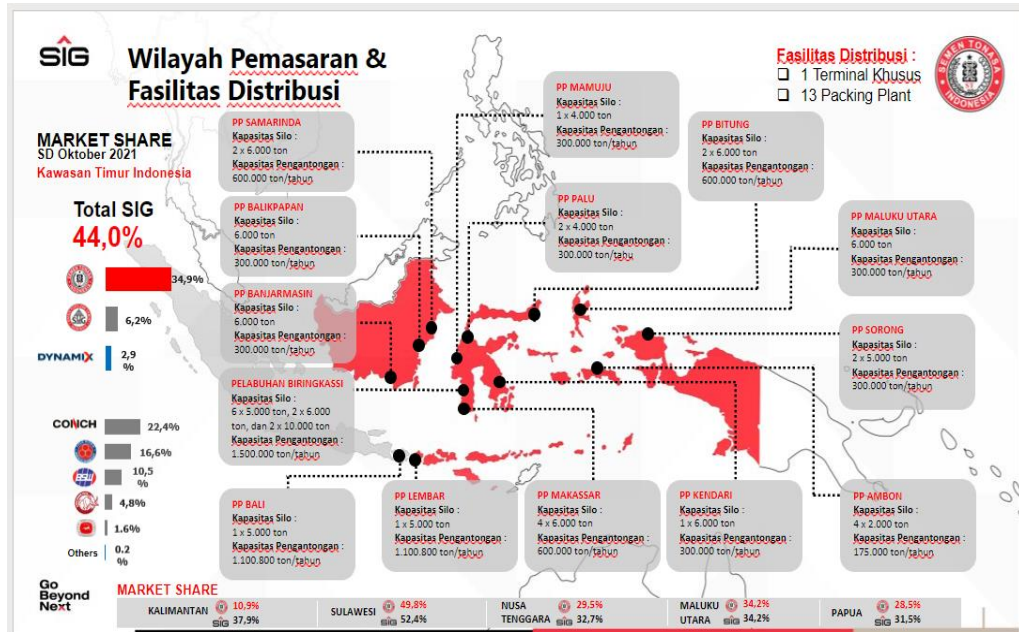 SIG
Wilayah Pemasaran &
Fasilitas Distribusi
Fasilitas Distribusi :
1 Terminal Khusus
13 Packing Plant
SEMEN TONASA
INDONESIA
MARKET SHARE
SD Oktober 2021
Kawasan Timur Indonesia
Total SIG
44,0%
34,9%
6,2%
DYNAMIX
2,9
%
CONCH
22,4%
16,6%
BSW
10,5
%
4,8%
1.6%
Others
0.2
%
PP SAMARINDA
Kapasitas Silo :
2 x 6.000 ton
Kapasitas Pengantongan :
600.000 ton/tahun
PP BALIKPAPAN
Kapasitas Silo :
6.000 ton
Kapasitas Pengantongan :
300.000 ton/tahun
PP BANJARMASIN
Kapasitas Silo :
6.000 ton
Kapasitas Pengantongan :
300.000 ton/tahun
PELABUHAN BIRINGKASSI
Kapasitas Silo :
6 x 5.000 ton, 2 x 6.000
ton, dan 2 x 10.000 ton
Kapasitas Pengantongan :
1.500.000 ton/tahun
PP BALI
Kapasitas Silo :
1 x 5.000 ton
Kapasitas Pengantongan :
1.100.800 ton/tahun
PP MAMUJU
Kapasitas Silo :
1 x 4.000 ton
Kapasitas Pengantongan :
300.000 ton/tahun
PP PALU
Kapasitas Silo :
2 x 4.000 ton
Kapasitas Pengantongan :
300.000 ton/tahu
PP BITUNG
Kapasitas Silo :
2 x 6.000 ton
Kapasitas Pengantongan :
600.000 ton/tahun
PP MALUKU UTARA
Kapasitas Silo :
6.000 ton
Kapasitas Pengantongan :
300.000 ton/tahun
PP SORONG
Kapasitas Silo :
2 x 5.000 ton
Kapasitas Pengantongan :
300.000 ton/tahun
PP LEMBAR
Kapasitas Silo :
1 x 5.000 ton
Kapasitas Pengantongan :
1.100.800 ton/tahun
PP MAKASSAR
Kapasitas Silo :
4 x 6.000 ton
Kapasitas Pengantongan :
600.000 ton/tahun
PP KENDARI
Kapasitas Silo :
1 x 6.000 ton
Kapasitas Pengantongan :
300.000 ton/tahun
PP AMBON
Kapasitas Silo :
4 x 2.000 ton
Kapasitas Pengantongan :
175.000 ton/tahun
Go
Beyond
Next
MARKET SHARE
KALIMANTAN
10,9%
SIG 37,9%
SULAWESI
49,8%
SIG 52,4%
NUSA
TENGGARA
29,5%
SIG 32,7%
MALUKU
UTARA
34,2%
SIG 34,2%
PAPUA
28,5%
SIG 31,5%